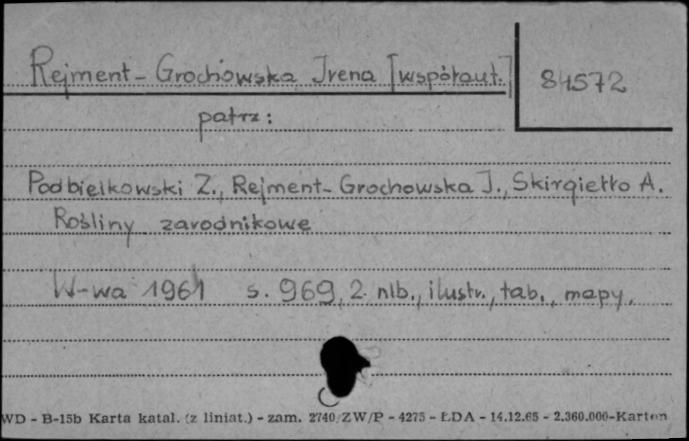 Rejment-Grochowska Irena [współaut.]
84572
patrz:
Podbielkowski Z., Rejment-Grochowska J., Skirgiełło A.
Rośliny zarodnikowe
W-wa 1961 s. 969, 2 nlb., ilustr., tab., mapy.
WD - B-15b Karta katal. (z liniat.) - zam. 2740/ZW/P - 4275 - ŁDA - 14.12.65 - 2.360.000-Karton